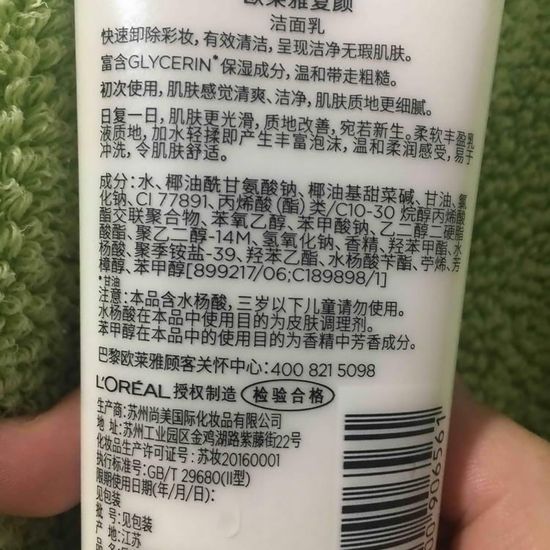 欧莱雅复颜
洁面乳
快速卸除彩妆, 有效清洁, 呈现洁净无瑕肌肤。
富含GLYCERIN*保湿成分, 温和带走粗糙。
初次使用, 肌肤感觉清爽、洁净, 肌肤质地更细腻。
日复一日, 肌肤更光滑, 质地改善, 宛若新生。柔软丰盈乳
液质地, 加水轻揉即产生丰富泡沫, 温和柔润感受, 易于
冲洗, 令肌肤舒适。
成分: 水、椰油酰甘氨酸钠、椰油基甜菜碱、甘油、氯
化钠、CI 77891、丙烯酸 (酯) 类/C10-30 烷醇丙烯酸
酯交联聚合物、苯氧乙醇、苯甲酸钠、乙二醇二硬脂
酸酯、聚乙二醇-14M、氢氧化钠、香精、羟苯甲酯、水
杨酸、聚季铵盐-39、羟苯乙酯、水杨酸苄酯、苧烯、芳
樟醇、苯甲醇[899217/06;C189898/1]
*甘油
注意: 本品含水杨酸, 三岁以下儿童请勿使用。
水杨酸在本品中使用目的为皮肤调理剂。
苯甲醇在本品中的使用目的为香精中芳香成分。
巴黎欧莱雅顾客关怀中心: 400 821 5098
L'ORÉAL 授权制造 检验合格
生产商: 苏州尚美国际化妆品有限公司
地址: 苏州工业园区金鸡湖路紫藤街22号
化妆品生产许可证号: 苏妆20160001
执行标准号: GB/T 29680(II型)
限期使用日期(年/月/日):
见包装
批 号: 见包装
产 地: 江苏